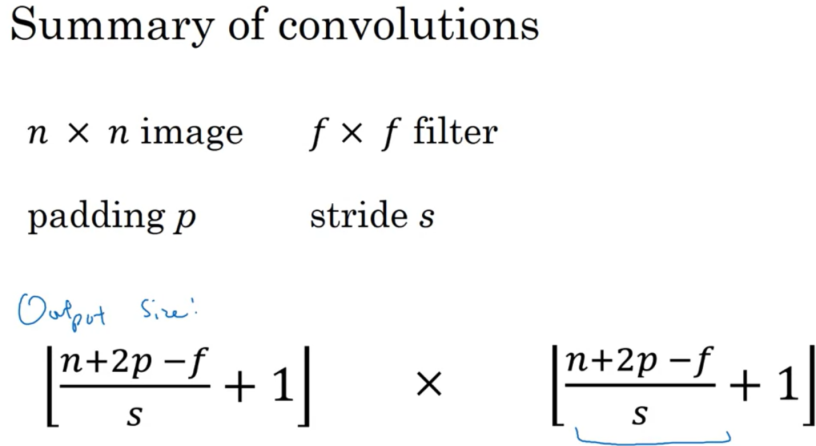 Summary of convolutions
n × n image f × f filter
padding p stride s
Output size:
⌊(n+2p −f)/s + 1⌋ × ⌊(n+2p −f)/s + 1⌋